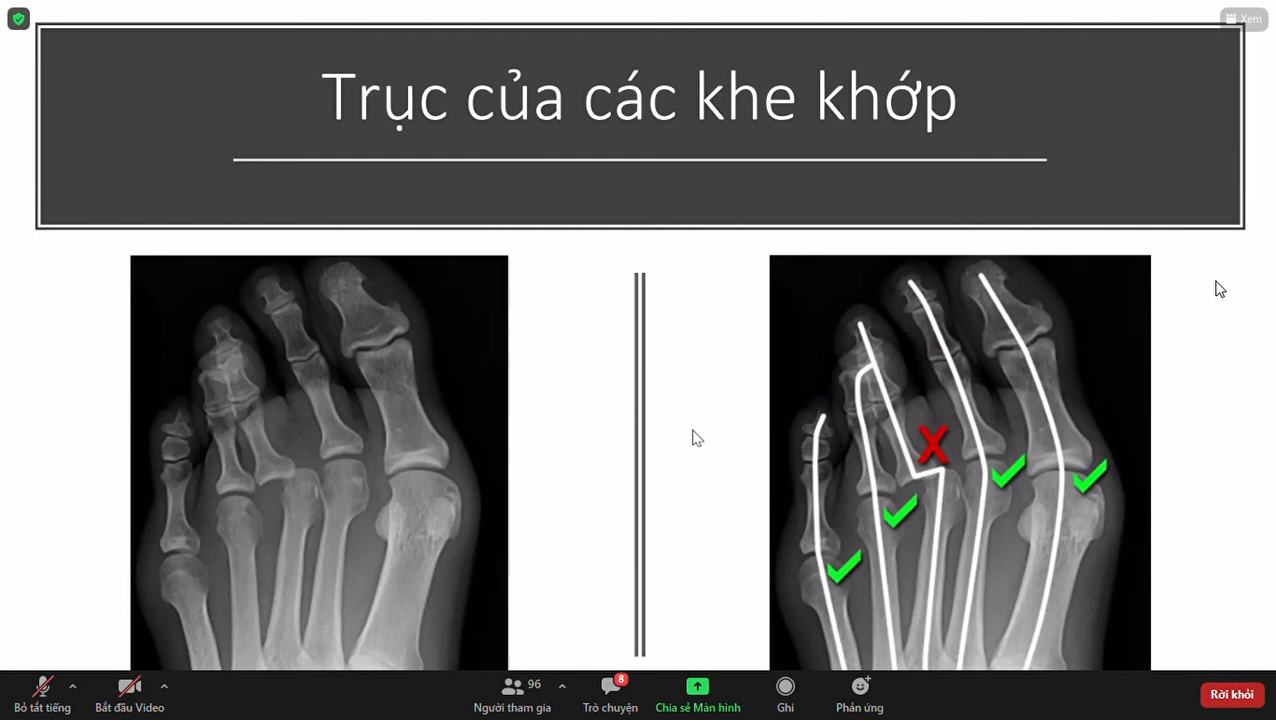 Xem
Trục của các khe khớp
X
Bỏ tắt tiếng
Bắt đầu Video
96
Người tham gia
8
Trò chuyện
Chia sẻ Màn hình
Ghi
Phản ứng
Rời khỏi